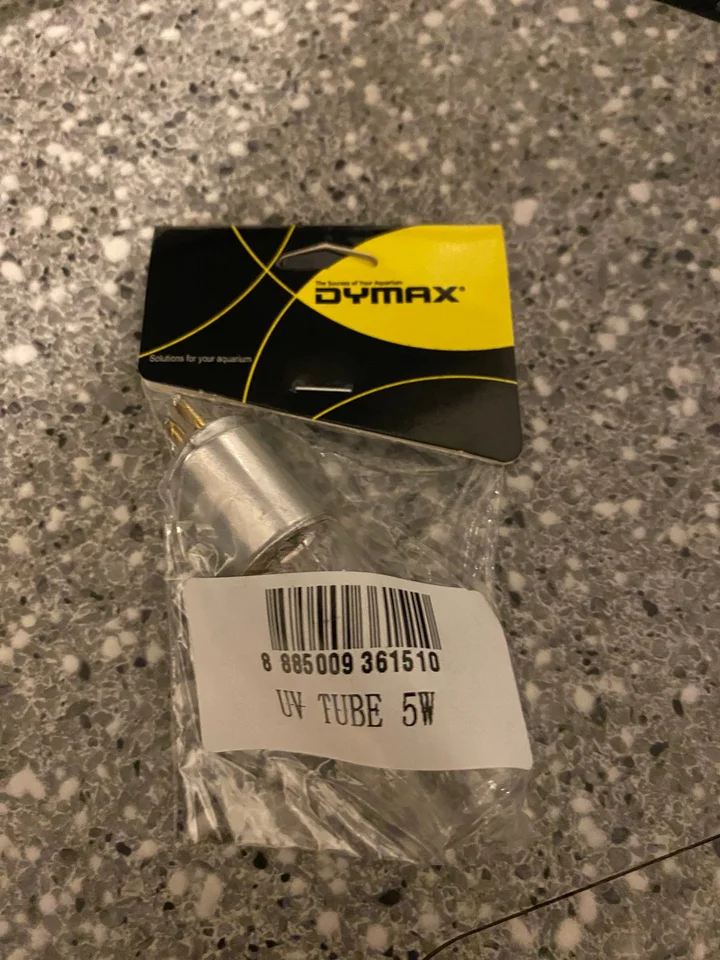 The Success of Your Aquarium
DYMAX®
Solutions for your aquarium
8 885009 361510
UV TUBE 5W